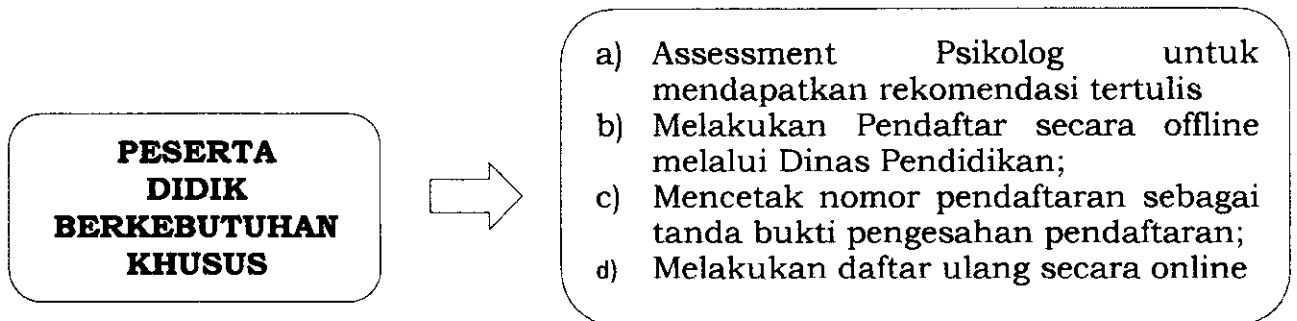 PESERTA
DIDIK
BERKEBUTUHAN
KHUSUS
a) Assessment Psikolog untuk
mendapatkan rekomendasi tertulis
b) Melakukan Pendaftar secara offline
melalui Dinas Pendidikan;
c) Mencetak nomor pendaftaran sebagai
tanda bukti pengesahan pendaftaran;
d) Melakukan daftar ulang secara online